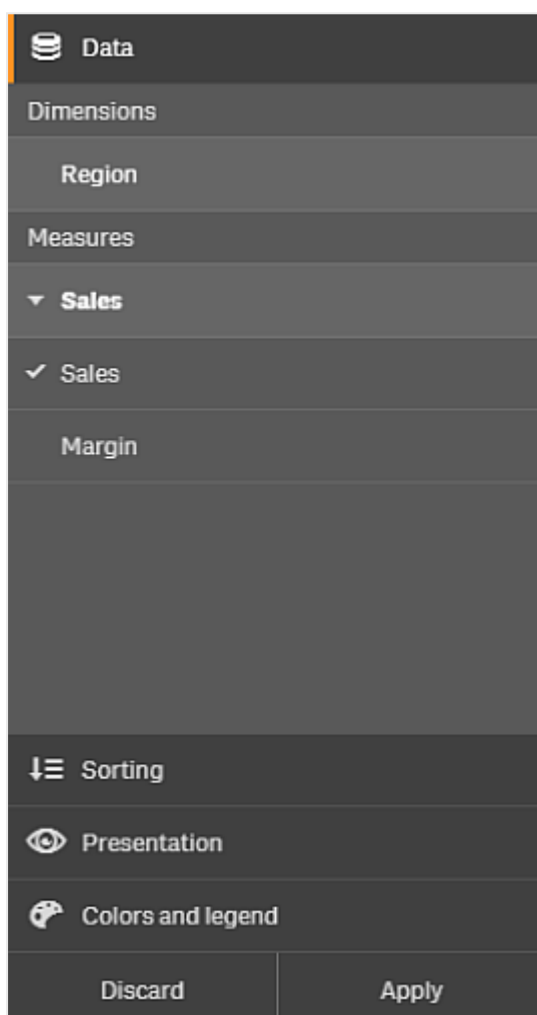 Data
Dimensions
Region
Measures
Sales
Sales
Margin
Sorting
Presentation
Colors and legend
Discard Apply